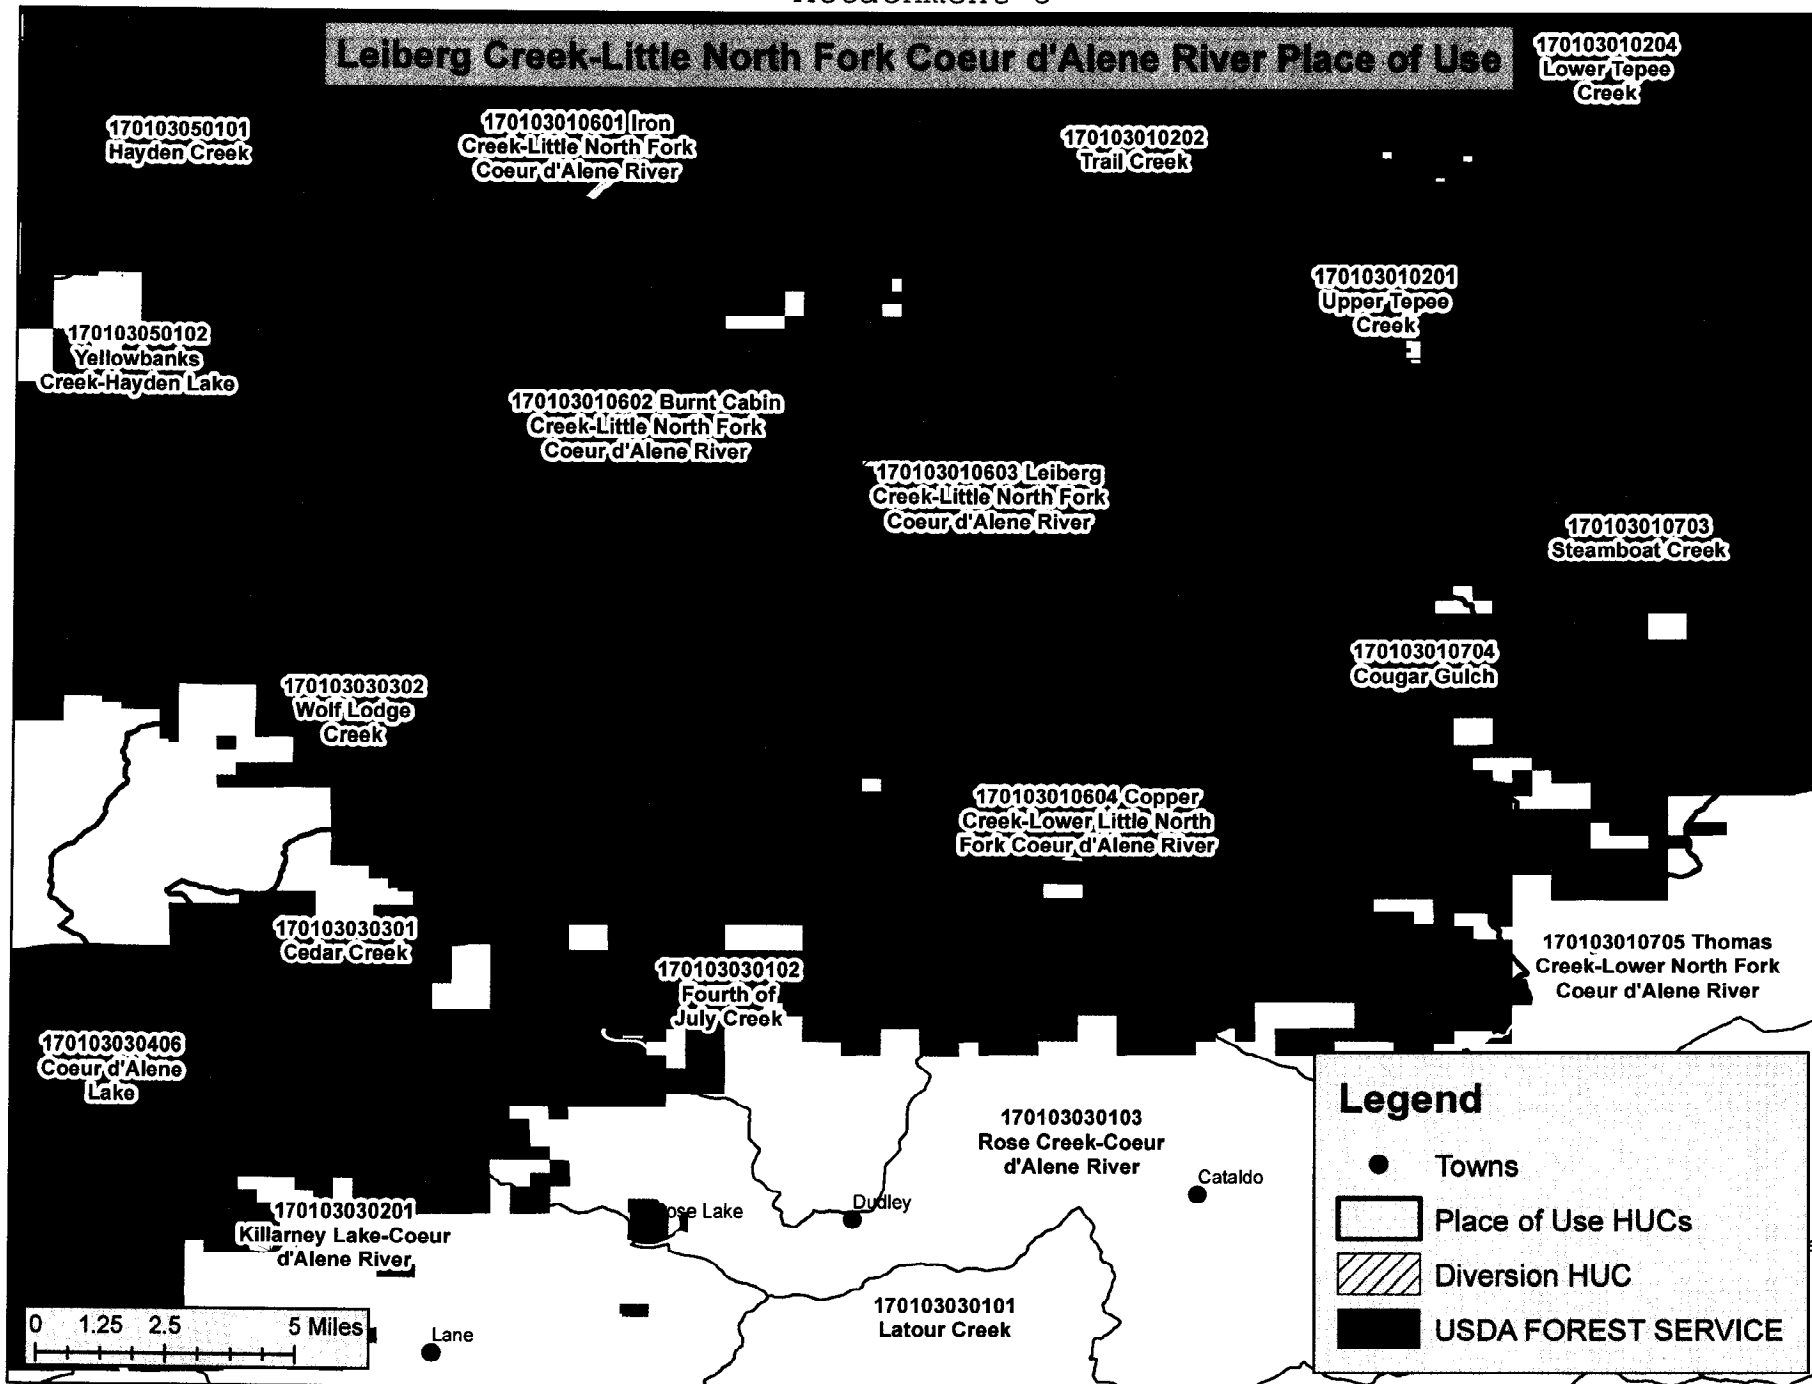 Leiberg Creek-Little North Fork Coeur d'Alene River Place of Use
170103010204
Lower Tepee
Creek
170103050101
Hayden Creek
170103010601 Iron
Creek-Little North Fork
Coeur d'Alene River
170103010202
Trail Creek
170103010201
Upper Tepee
Creek
170103050102
Yellowbanks
Creek-Hayden Lake
170103010602 Burnt Cabin
Creek-Little North Fork
Coeur d'Alene River
170103010603 Leiberg
Creek-Little North Fork
Coeur d'Alene River
170103010703
Steamboat Creek
170103010704
Cougar Gulch
170103030302
Wolf Lodge
Creek
170103010604 Copper
Creek-Lower Little North
Fork Coeur d'Alene River
170103030301
Cedar Creek
170103010705 Thomas
Creek-Lower North Fork
Coeur d'Alene River
170103030102
Fourth of
July Creek
170103030406
Coeur d'Alene
Lake
170103030103
Rose Creek-Coeur
d'Alene River
Cataldo
Dudley
Lake
170103030201
Killarney Lake-Coeur
d'Alene River
170103030101
Latour Creek
Lane
0 1.25 2.5 5 Miles
Legend
Towns
Place of Use HUCs
Diversion HUC
USDA FOREST SERVICE